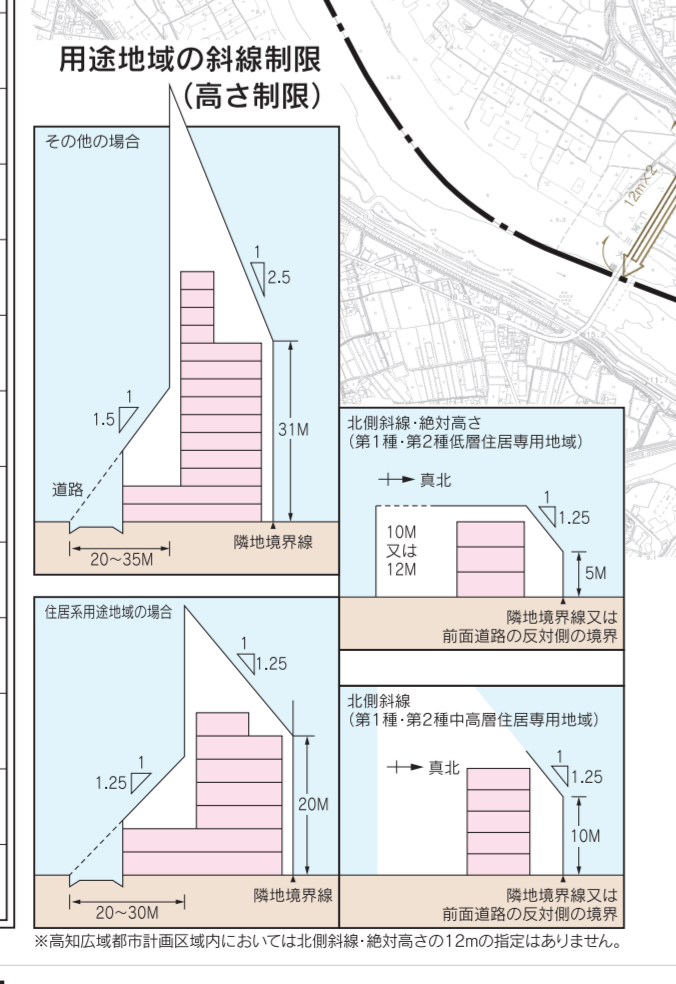 用途地域の斜線制限
(高さ制限)
その他の場合
1
2.5
1
1.5
31M
道路
隣地境界線
20~35M
北側斜線・絶対高さ
(第1種・第2種低層住居専用地域)
真北
1
1.25
10M
又は
12M
5M
隣地境界線又は
前面道路の反対側の境界
住居系用途地域の場合
1
1.25
1
1.25
20M
隣地境界線
20~30M
北側斜線
(第1種・第2種中高層住居専用地域)
真北
1
1.25
10M
隣地境界線又は
前面道路の反対側の境界
※高知広域都市計画区域内においては北側斜線・絶対高さの12mの指定はありません。
12m×2